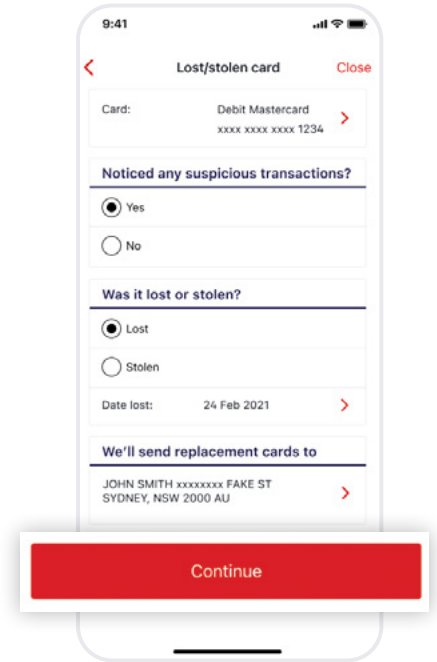 9:41
Lost/stolen card
Close
Card:
Debit Mastercard
xxxx xxxx xxxx 1234
Noticed any suspicious transactions?
Yes
No
Was it lost or stolen?
Lost
Stolen
Date lost:
24 Feb 2021
We'll send replacement cards to
JOHN SMITH xxxxxxxx FAKE ST
SYDNEY, NSW 2000 AU
Continue